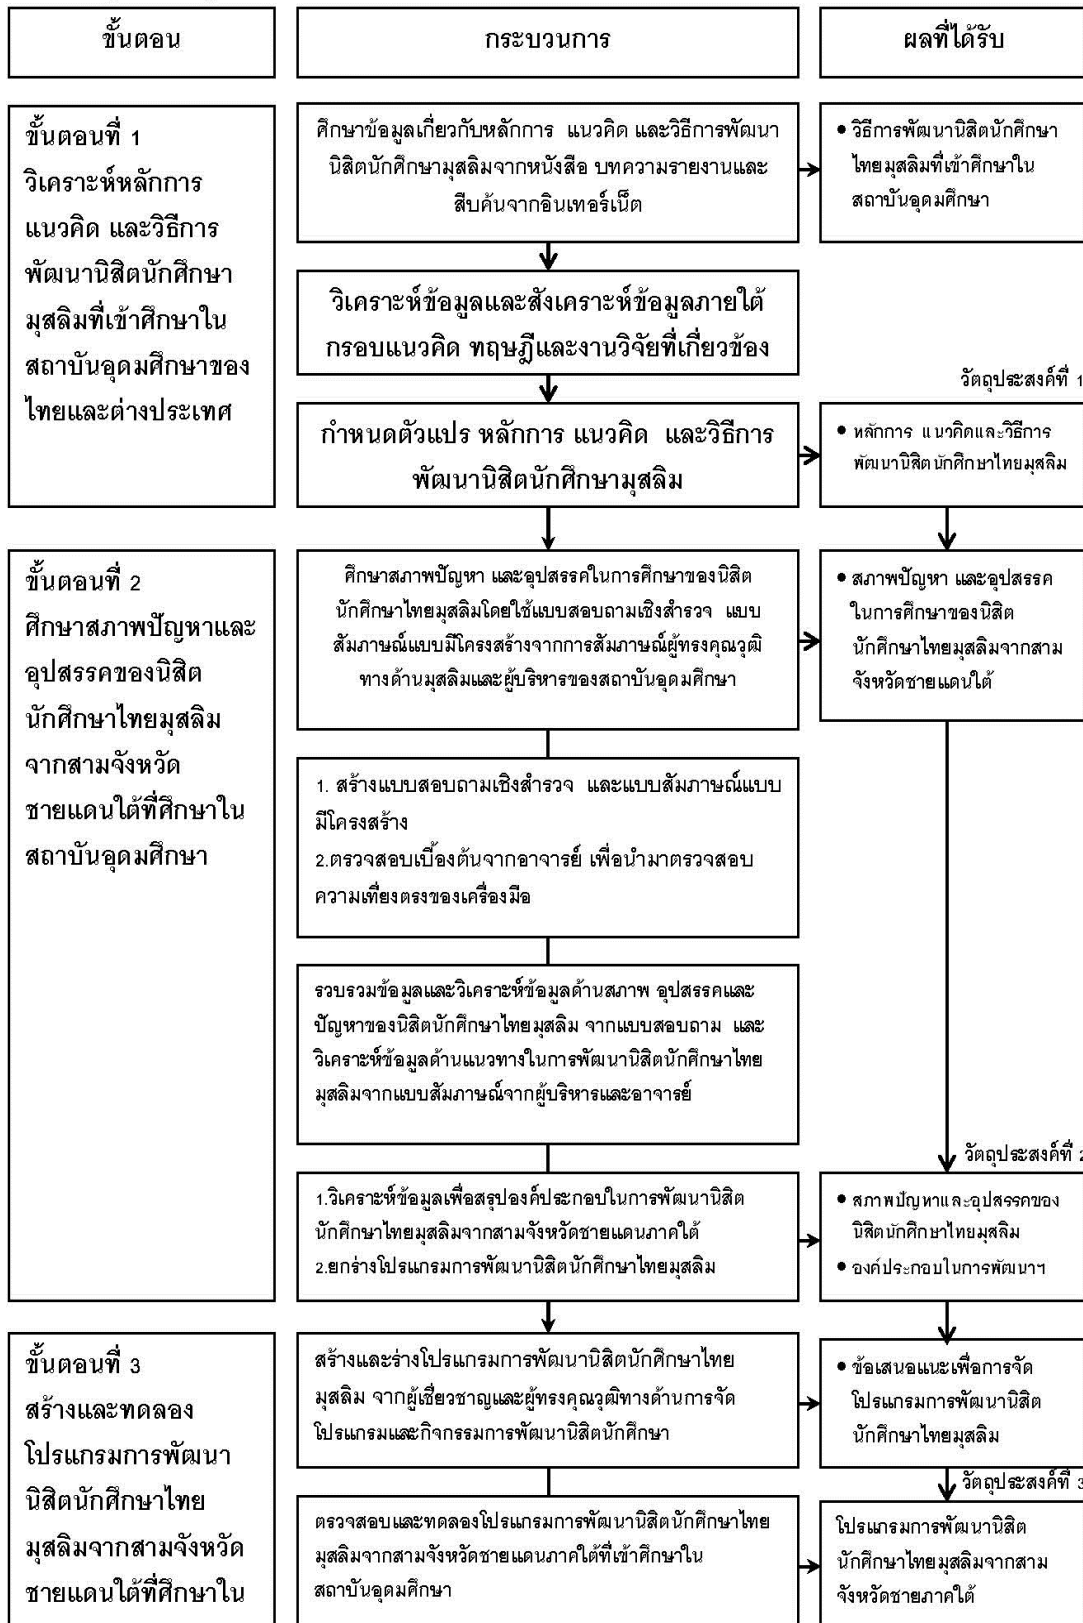 ขั้นตอน
กระบวนการ
ผลที่ได้รับ
ขั้นตอนที่ 1
วิเคราะห์หลักการ
แนวคิด และวิธีการ
พัฒนานิสิตนักศึกษา
มุสลิมที่เข้าศึกษาใน
สถาบันอุดมศึกษาของ
ไทยและต่างประเทศ
ศึกษาข้อมูลเกี่ยวกับหลักการ แนวคิด และวิธีการพัฒนา
นิสิตนักศึกษามุสลิมจากหนังสือ บทความรายงานและ
สืบค้นจากอินเทอร์เน็ต
• วิธีการพัฒนานิสิตนักศึกษา
ไทยมุสลิมที่เข้าศึกษาใน
สถาบันอุดมศึกษา
วิเคราะห์ข้อมูลและสังเคราะห์ข้อมูลภายใต้
กรอบแนวคิด ทฤษฎีและงานวิจัยที่เกี่ยวข้อง
วัตถุประสงค์ที่ 1
กำหนดตัวแปร หลักการ แนวคิด และวิธีการ
พัฒนานิสิตนักศึกษามุสลิม
• หลักการ แนวคิดและวิธีการ
พัฒนานิสิตนักศึกษาไทยมุสลิม
ขั้นตอนที่ 2
ศึกษาสภาพปัญหาและ
อุปสรรคของนิสิต
นักศึกษาไทยมุสลิม
จากสามจังหวัด
ชายแดนใต้ที่ศึกษาใน
สถาบันอุดมศึกษา
ศึกษาสภาพปัญหา และอุปสรรคในการศึกษาของนิสิต
นักศึกษาไทยมุสลิมโดยใช้แบบสอบถามเชิงสำรวจ แบบ
สัมภาษณ์แบบมีโครงสร้างจากการสัมภาษณ์ผู้ทรงคุณวุฒิ
ทางด้านมุสลิมและผู้บริหารของสถาบันอุดมศึกษา
• สภาพปัญหา และอุปสรรค
ในการศึกษาของนิสิต
นักศึกษาไทยมุสลิมจากสาม
จังหวัดชายแดนใต้
1. สร้างแบบสอบถามเชิงสำรวจ และแบบสัมภาษณ์แบบ
มีโครงสร้าง
2.ตรวจสอบเบื้องต้นจากอาจารย์ เพื่อนำมาตรวจสอบ
ความเที่ยงตรงของเครื่องมือ
รวบรวมข้อมูลและวิเคราะห์ข้อมูลด้านสภาพ อุปสรรคและ
ปัญหาของนิสิตนักศึกษาไทยมุสลิม จากแบบสอบถาม และ
วิเคราะห์ข้อมูลด้านแนวทางในการพัฒนานิสิตนักศึกษาไทย
มุสลิมจากแบบสัมภาษณ์จากผู้บริหารและอาจารย์
วัตถุประสงค์ที่ 2
1.วิเคราะห์ข้อมูลเพื่อสรุปองค์ประกอบในการพัฒนานิสิต
นักศึกษาไทยมุสลิมจากสามจังหวัดชายแดนภาคใต้
2.ยกร่างโปรแกรมการพัฒนานิสิตนักศึกษาไทยมุสลิม
• สภาพปัญหาและอุปสรรคของ
นิสิตนักศึกษาไทยมุสลิม
• องค์ประกอบในการพัฒนาฯ
ขั้นตอนที่ 3
สร้างและทดลอง
โปรแกรมการพัฒนา
นิสิตนักศึกษาไทย
มุสลิมจากสามจังหวัด
ชายแดนใต้ที่ศึกษาใน
สร้างและร่างโปรแกรมการพัฒนานิสิตนักศึกษาไทย
มุสลิม จากผู้เชี่ยวชาญและผู้ทรงคุณวุฒิทางด้านการจัด
โปรแกรมและกิจกรรมการพัฒนานิสิตนักศึกษา
• ข้อเสนอแนะเพื่อการจัด
โปรแกรมการพัฒนานิสิต
นักศึกษาไทยมุสลิม
วัตถุประสงค์ที่ 3
ตรวจสอบและทดลองโปรแกรมการพัฒนานิสิตนักศึกษาไทย
มุสลิมจากสามจังหวัดชายแดนภาคใต้ที่เข้าศึกษาใน
สถาบันอุดมศึกษา
โปรแกรมการพัฒนานิสิต
นักศึกษาไทยมุสลิมจากสาม
จังหวัดชายภาคใต้